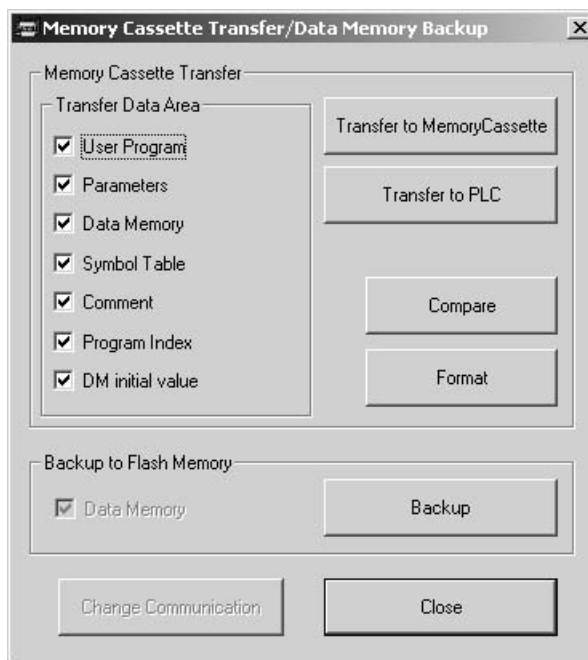 Memory Cassette Transfer/Data Memory Backup
Memory Cassette Transfer
Transfer Data Area
User Program
Parameters
Data Memory
Symbol Table
Comment
Program Index
DM initial value
Transfer to MemoryCassette
Transfer to PLC
Compare
Format
Backup to Flash Memory
Data Memory
Backup
Change Communication
Close